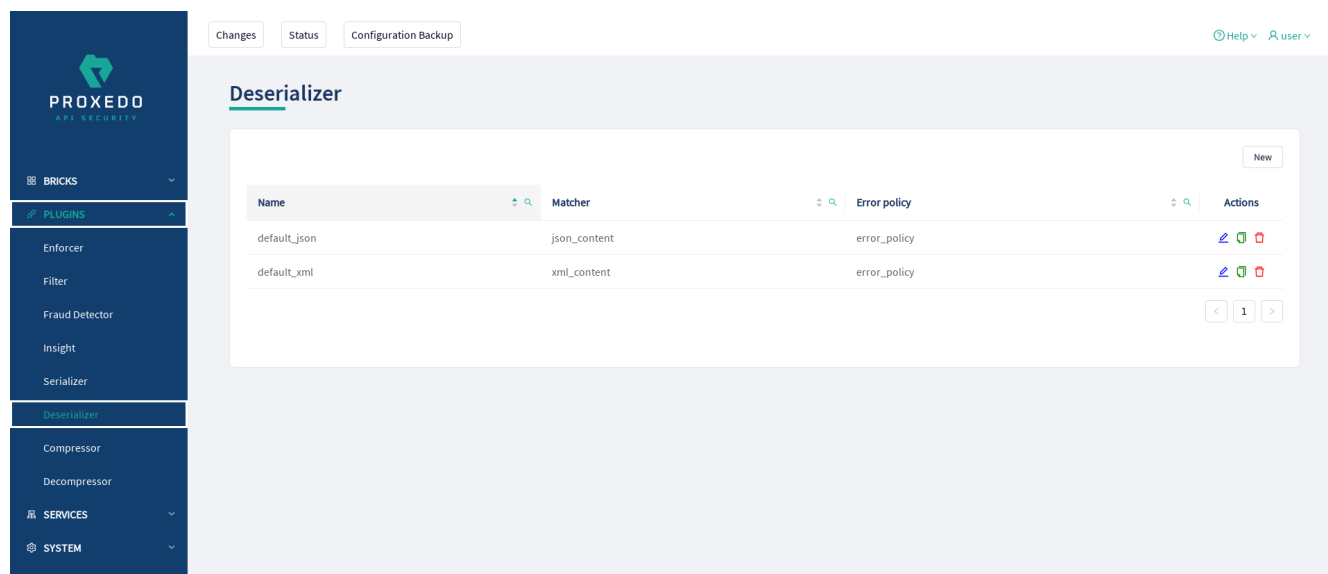 Changes Status Configuration Backup Help user
PROXEDO
API SECURITY
Deserializer
New
BRICKS
PLUGINS
Enforcer
Filter
Fraud Detector
Insight
Serializer
Deserializer
Compressor
Decompressor
SERVICES
SYSTEM
Name Matcher Error policy Actions
default_json json_content error_policy
default_xml xml_content error_policy
< 1 >